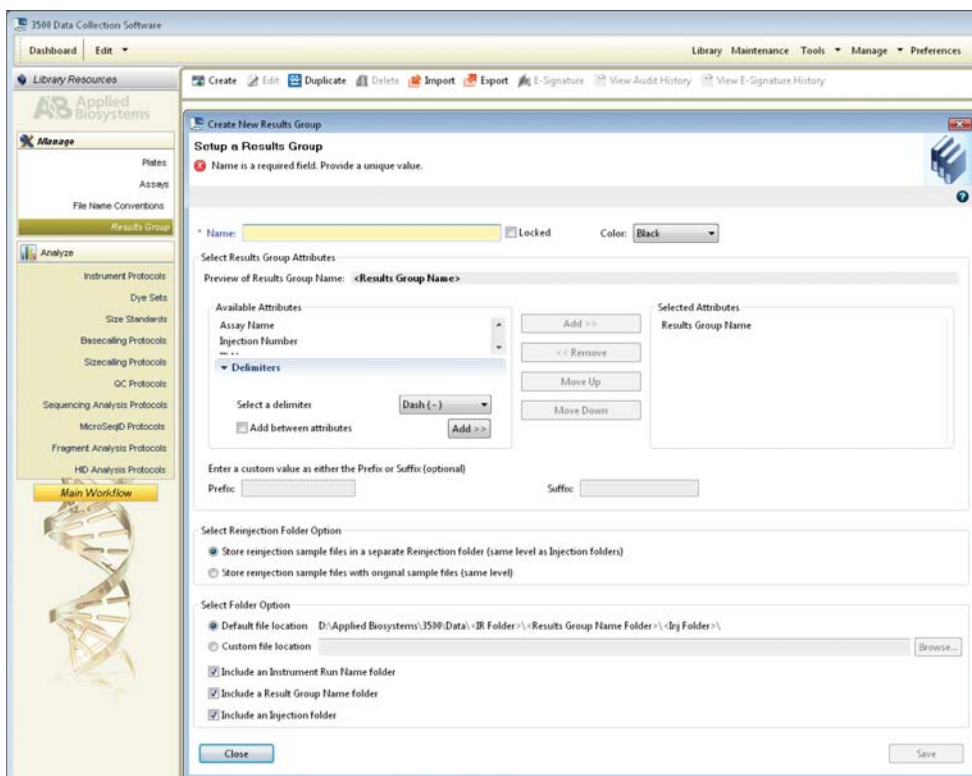 3500 Data Collection Software
Dashboard Edit Library Maintenance Tools Manage Preferences
Library Resources
Create Edit Duplicate Delete Import Export E-Signature View Audit History View E-Signature History
AB Applied Biosystems
Manage
Plates
Assays
File Name Conventions
Results Group
Analyze
Instrument Protocols
Dye Sets
Size Standards
Basecalling Protocols
Sizecalling Protocols
QC Protocols
Sequencing Analysis Protocols
MicroSeqID Protocols
Fragment Analysis Protocols
HID Analysis Protocols
Main Workflow
Create New Results Group
Setup a Results Group
Name is a required field. Provide a unique value.
* Name: Locked Color: Black
Select Results Group Attributes
Preview of Results Group Name: <Results Group Name>
Available Attributes
Assay Name
Injection Number
Delimiters
Select a delimiter Dash ( - )
Add between attributes Add >>
Add >>
<< Remove
Move Up
Move Down
Selected Attributes
Results Group Name
Enter a custom value as either the Prefix or Suffix (optional)
Prefix: Suffix:
Select Reinjection Folder Option
Store reinjection sample files in a separate Reinjection folder (same level as Injection folders)
Store reinjection sample files with original sample files (same level)
Select Folder Option
Default file location D:\Applied Biosystems\3500\Data\<IR Folder>\<Results Group Name Folder>\<Inj Folder>\
Custom file location Browse...
Include an Instrument Run Name folder
Include a Result Group Name folder
Include an Injection folder
Close Save